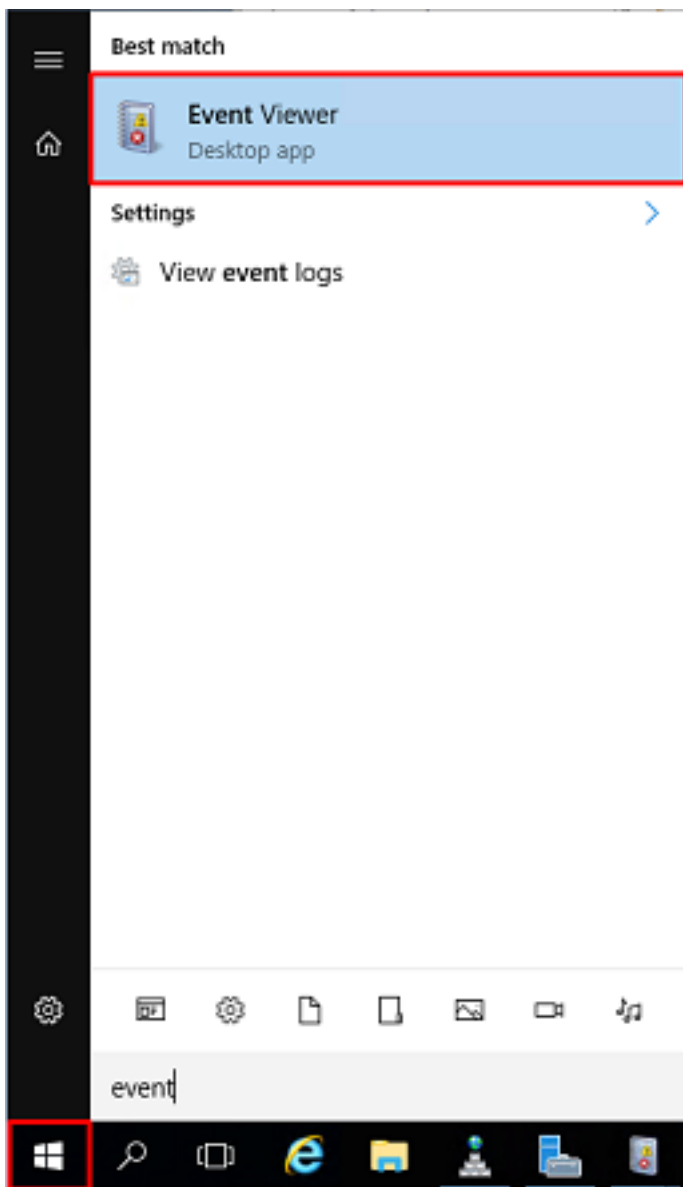 Best match
Event Viewer
Desktop app
Settings
View event logs
event